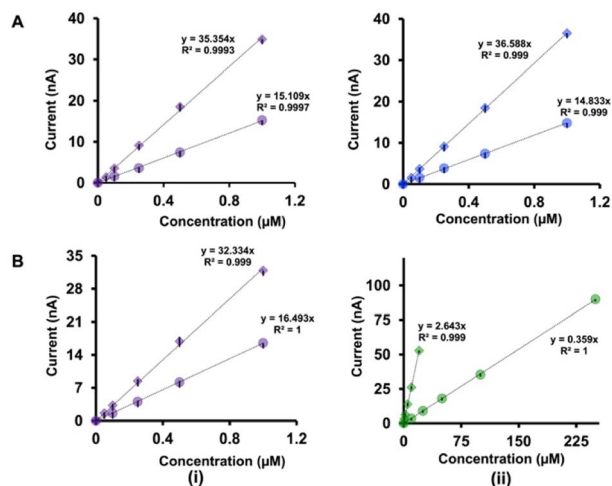 A
40
30
20
10
0
Current (nA)
y = 35.354x
R² = 0.9993
y = 15.109x
R² = 0.9997
0
0.4
0.8
1.2
Concentration (µM)
40
30
20
10
0
Current (nA)
y = 36.588x
R² = 0.999
y = 14.833x
R² = 0.999
0
0.4
0.8
1.2
Concentration (µM)
B
35
28
21
14
7
0
Current (nA)
y = 32.334x
R² = 0.999
y = 16.493x
R² = 1
0
0.4
0.8
1.2
Concentration (µM)
(i)
100
75
50
25
0
Current (nA)
y = 2.643x
R² = 0.999
y = 0.359x
R² = 1
0
75
150
225
Concentration (µM)
(ii)